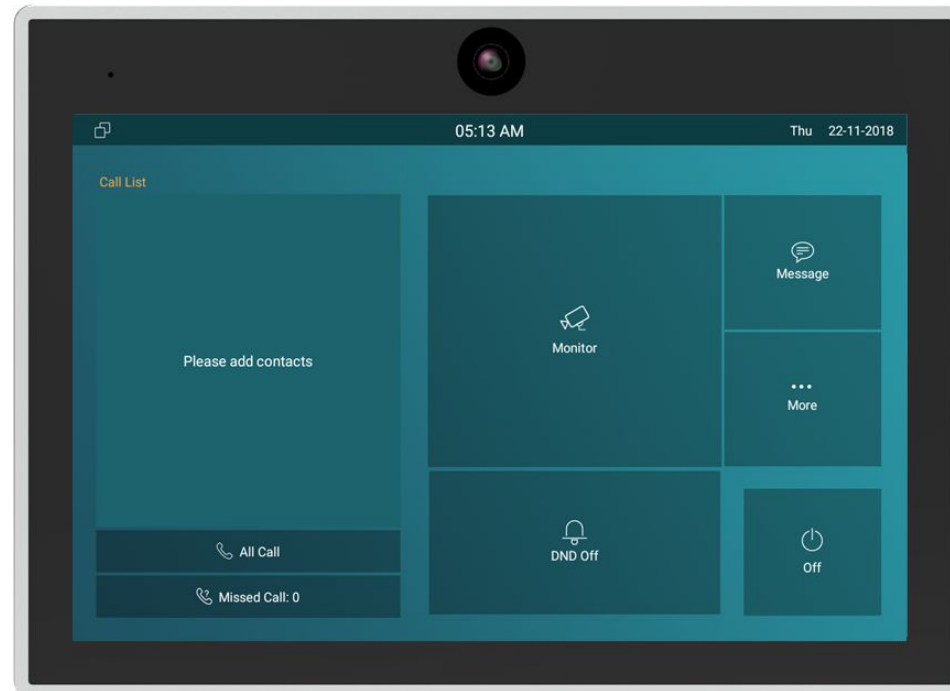 05:13 AM
Thu 22-11-2018
Call List
Please add contacts
All Call
Missed Call: 0
Monitor
Message
More
DND Off
Off